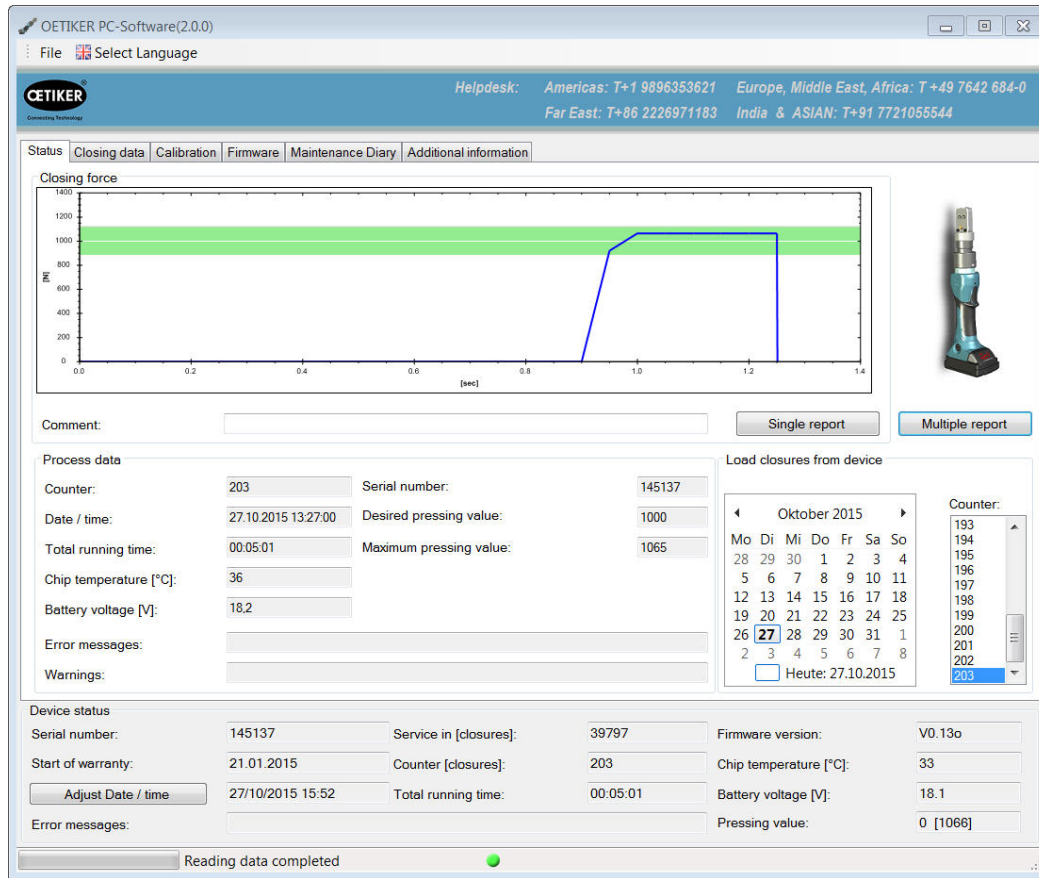 OETIKER PC-Software(2.0.0)
File Select Language
ŒTIKER®
Connecting Technology
Helpdesk: Americas: T+1 9896353621 Europe, Middle East, Africa: T +49 7642 684-0
Far East: T+86 2226971183 India & ASIAN: T+91 7721055544
Status Closing data Calibration Firmware Maintenance Diary Additional information
Closing force
1400
1200
1000
800
600
400
200
0
[N]
0.0 0.2 0.4 0.6 0.8 1.0 1.2 1.4
[sec]
Comment: Single report Multiple report
Process data
Counter: 203 Serial number: 145137
Date / time: 27.10.2015 13:27:00 Desired pressing value: 1000
Total running time: 00:05:01 Maximum pressing value: 1065
Chip temperature [°C]: 36
Battery voltage [V]: 18,2
Error messages:
Warnings:
Load closures from device
Oktober 2015
Mo Di Mi Do Fr Sa So
28 29 30 1 2 3 4
5 6 7 8 9 10 11
12 13 14 15 16 17 18
19 20 21 22 23 24 25
26 27 28 29 30 31 1
2 3 4 5 6 7 8
Heute: 27.10.2015
Counter:
193
194
195
196
197
198
199
200
201
202
203
Device status
Serial number: 145137 Service in [closures]: 39797 Firmware version: V0.13o
Start of warranty: 21.01.2015 Counter [closures]: 203 Chip temperature [°C]: 33
Adjust Date / time 27/10/2015 15:52 Total running time: 00:05:01 Battery voltage [V]: 18.1
Error messages: Pressing value: 0 [1066]
Reading data completed